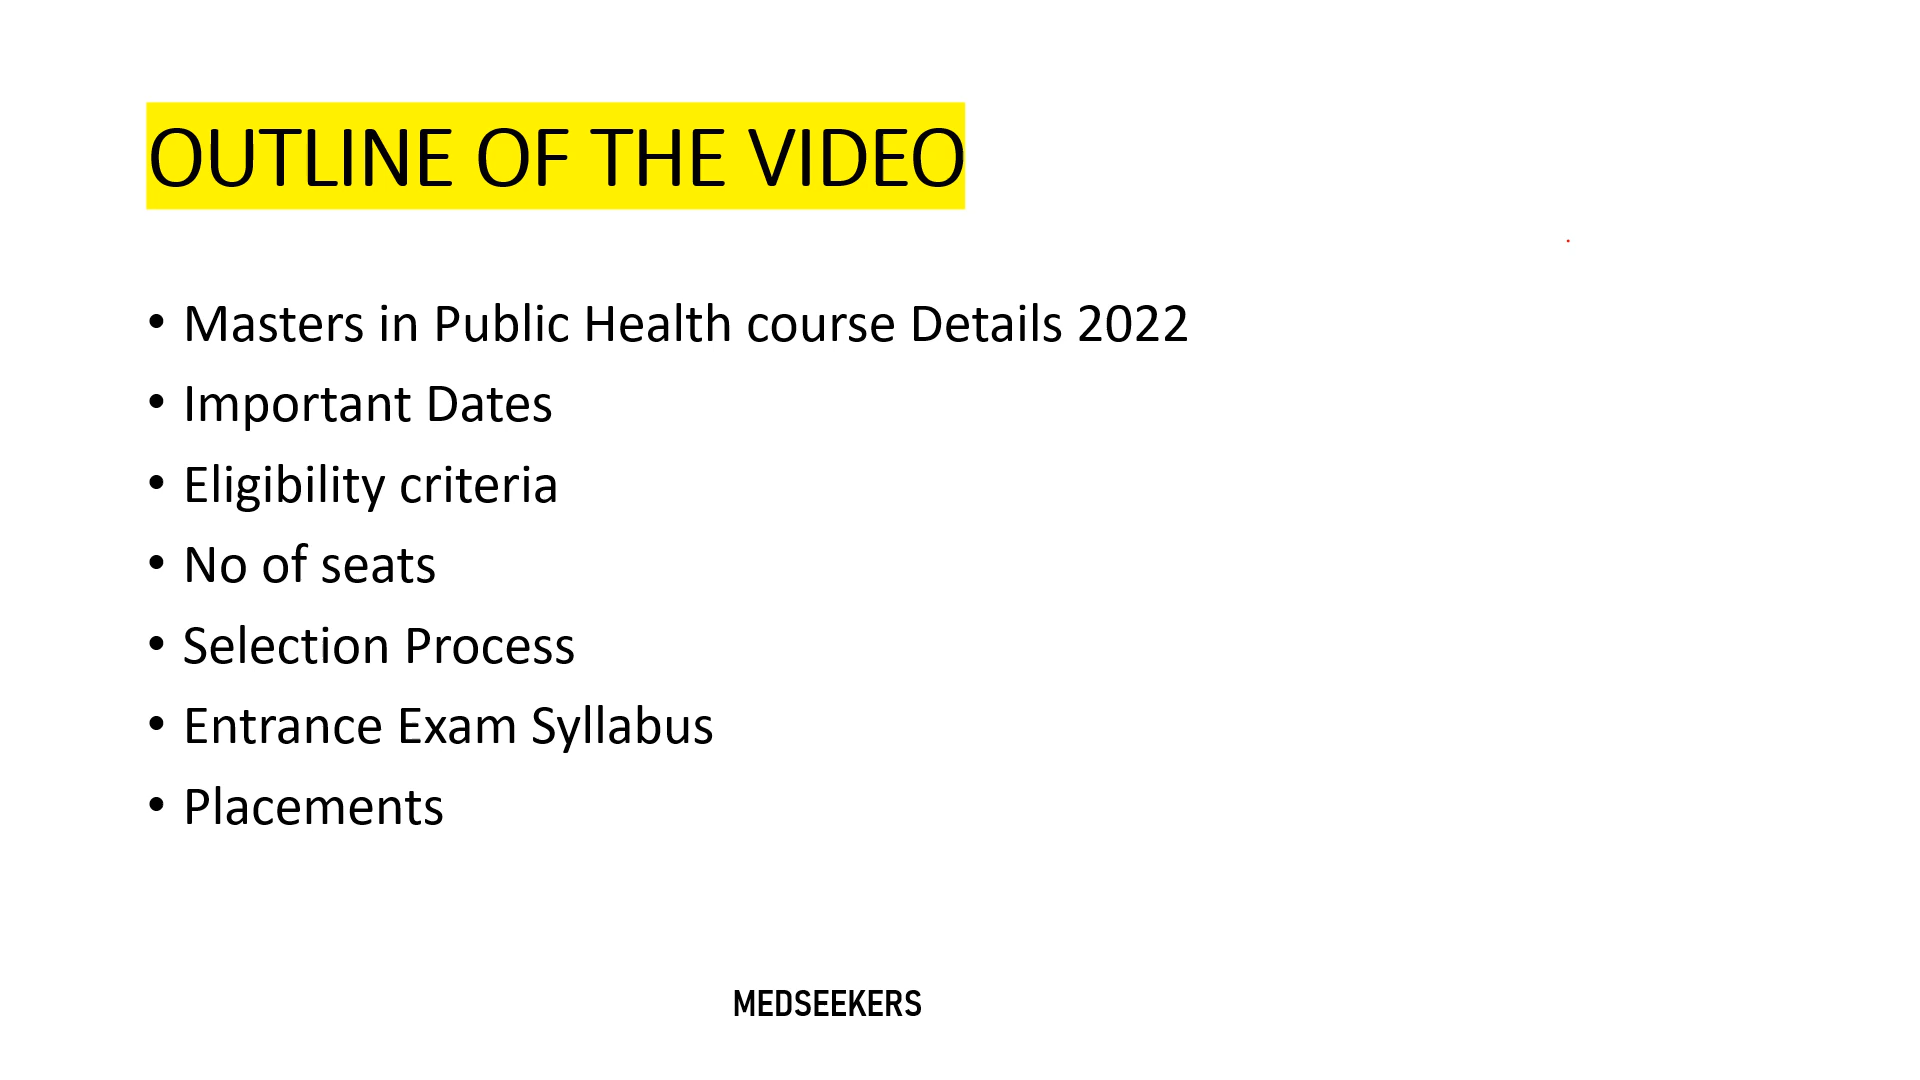 OUTLINE OF THE VIDEO
• Masters in Public Health course Details 2022
• Important Dates
• Eligibility criteria
• No of seats
• Selection Process
• Entrance Exam Syllabus
• Placements
MEDSEEKERS